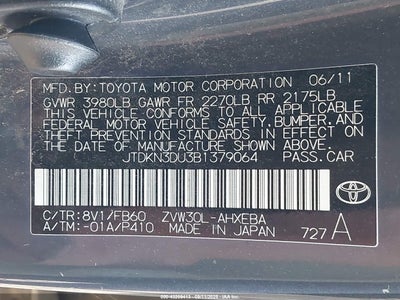 MFD.BY:TOYOTA MOTOR CORPORATION 06/11
GVWR 3980LB GAWR FR 2270LB RR 2175LB
THIS VEHICLE CONFORMS TO ALL APPLICABLE
FEDERAL MOTOR VEHICLE SAFETY,BUMPER,AND
THEFT PREVENTION STANDARDS IN EFFECT ON
THE DATE OF MANUFACTURE SHOWN ABOVE.
JTDKN3DU3B1379064 PASS.CAR
C/TR:8V1/FB60 ZVW30L-AHXEBA
A/TM:-01A/P410 MADE IN JAPAN 727 A
TOYOTA